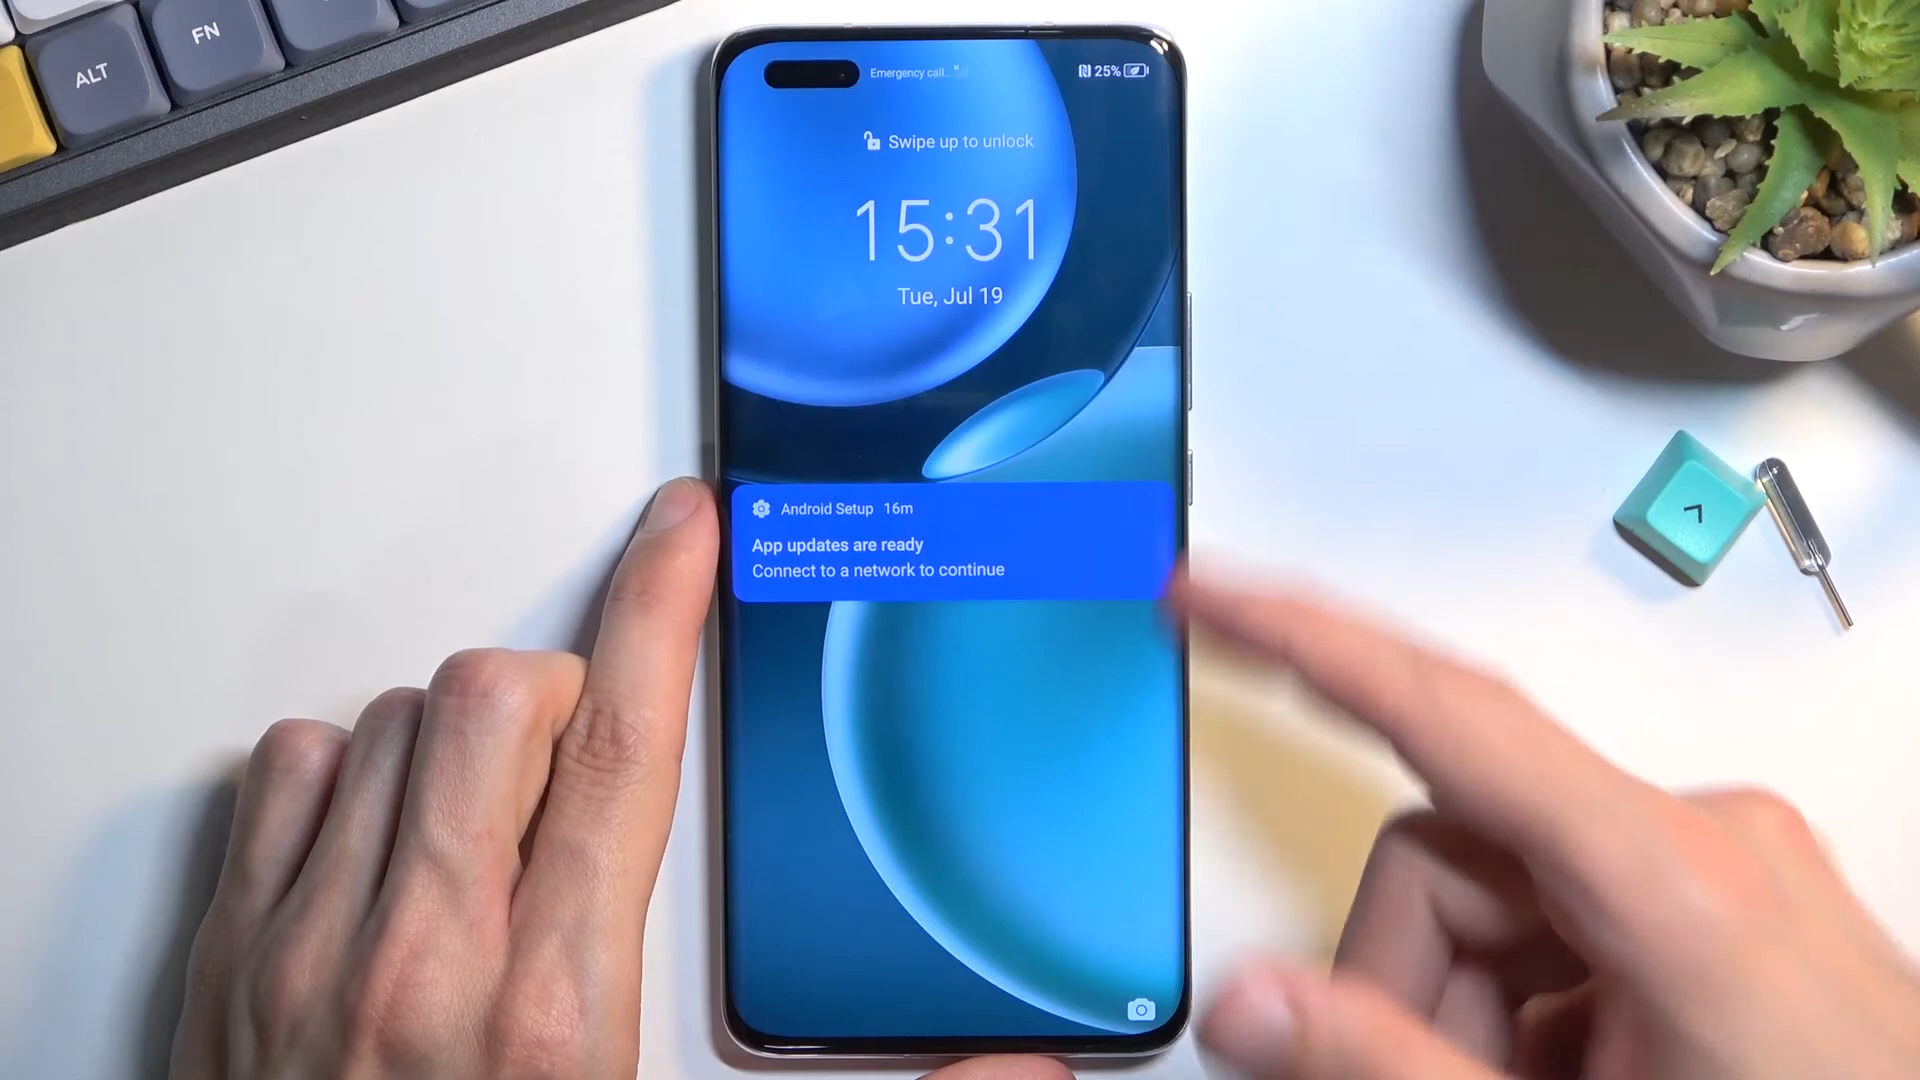 FN
ALT
Emergency call...
25%
Swipe up to unlock
15:31
Tue, Jul 19
Android Setup 16m
App updates are ready
Connect to a network to continue